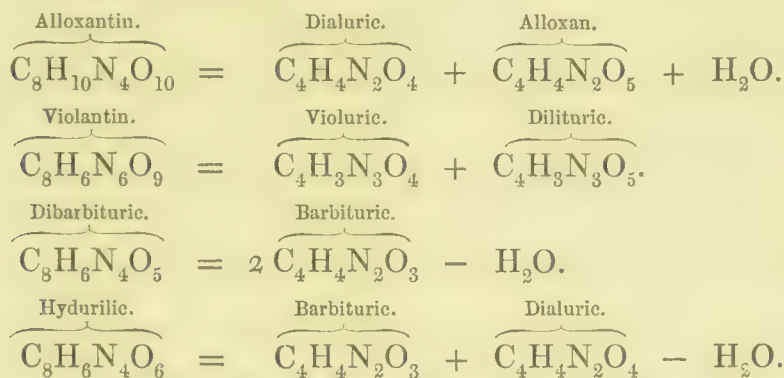 Alloxantin. Dialuric. Alloxan.
C₈H₁₀N₄O₁₀ = C₄H₄N₂O₄ + C₄H₄N₂O₅ + H₂O.
Violantin. Violuric. Dilituric.
C₈H₆N₆O₉ = C₄H₃N₃O₄ + C₄H₃N₃O₅.
Dibarbituric. Barbituric.
C₈H₆N₄O₅ = 2 C₄H₄N₂O₃ − H₂O.
Hydurilic. Barbituric. Dialuric.
C₈H₆N₄O₆ = C₄H₄N₂O₃ + C₄H₄N₂O₄ − H₂O.